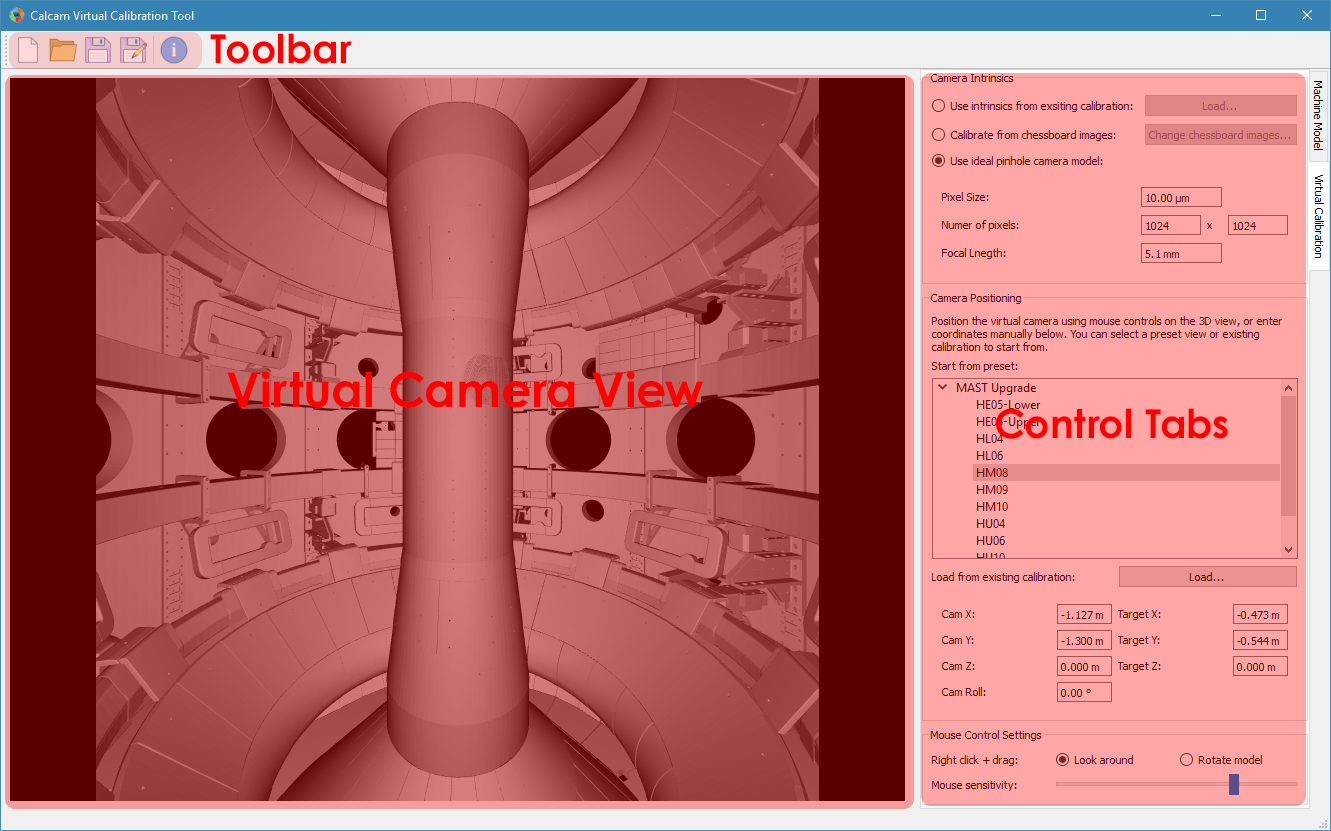 Calcam Virtual Calibration Tool
Toolbar
Camera Intrinsics
Use intrinsics from exsiting calibration: Load...
Calibrate from chessboard images: Change chessboard images...
Use ideal pinhole camera model:
Pixel Size: 10.00 µm
Numer of pixels: 1024 x 1024
Focal Lnegth: 5.1 mm
Camera Positioning
Position the virtual camera using mouse controls on the 3D view, or enter
coordinates manually below. You can select a preset view or existing
calibration to start from.
Start from preset:
MAST Upgrade
HE05-Lower
HE05-Upper
HL04
HL06
HM08
HM09
HM10
HU04
HU06
HU10
Load from existing calibration: Load...
Cam X: -1.127 m Target X: -0.473 m
Cam Y: -1.300 m Target Y: -0.544 m
Cam Z: 0.000 m Target Z: 0.000 m
Cam Roll: 0.00 °
Mouse Control Settings
Right click + drag: Look around Rotate model
Mouse sensitivity:
Machine Model
Virtual Calibration
Virtual Camera View
Control Tabs